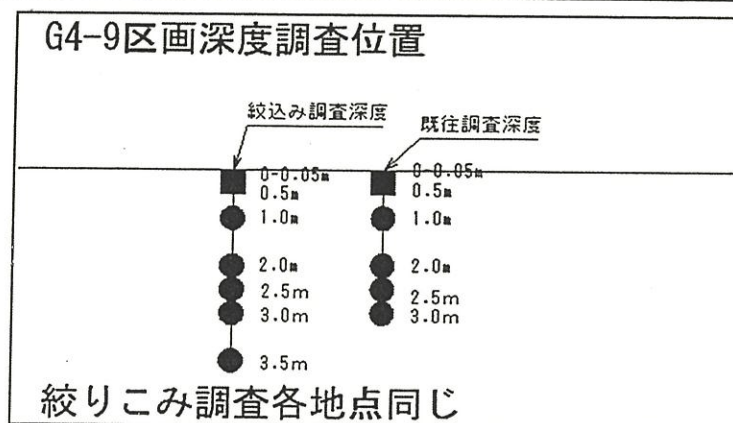 G4-9区画深度調査位置
絞込み調査深度
既往調査深度
0-0.05m
0.5m
1.0m
2.0m
2.5m
3.0m
3.5m
0-0.05m
0.5m
1.0m
2.0m
2.5m
3.0m
絞りこみ調査各地点同じ